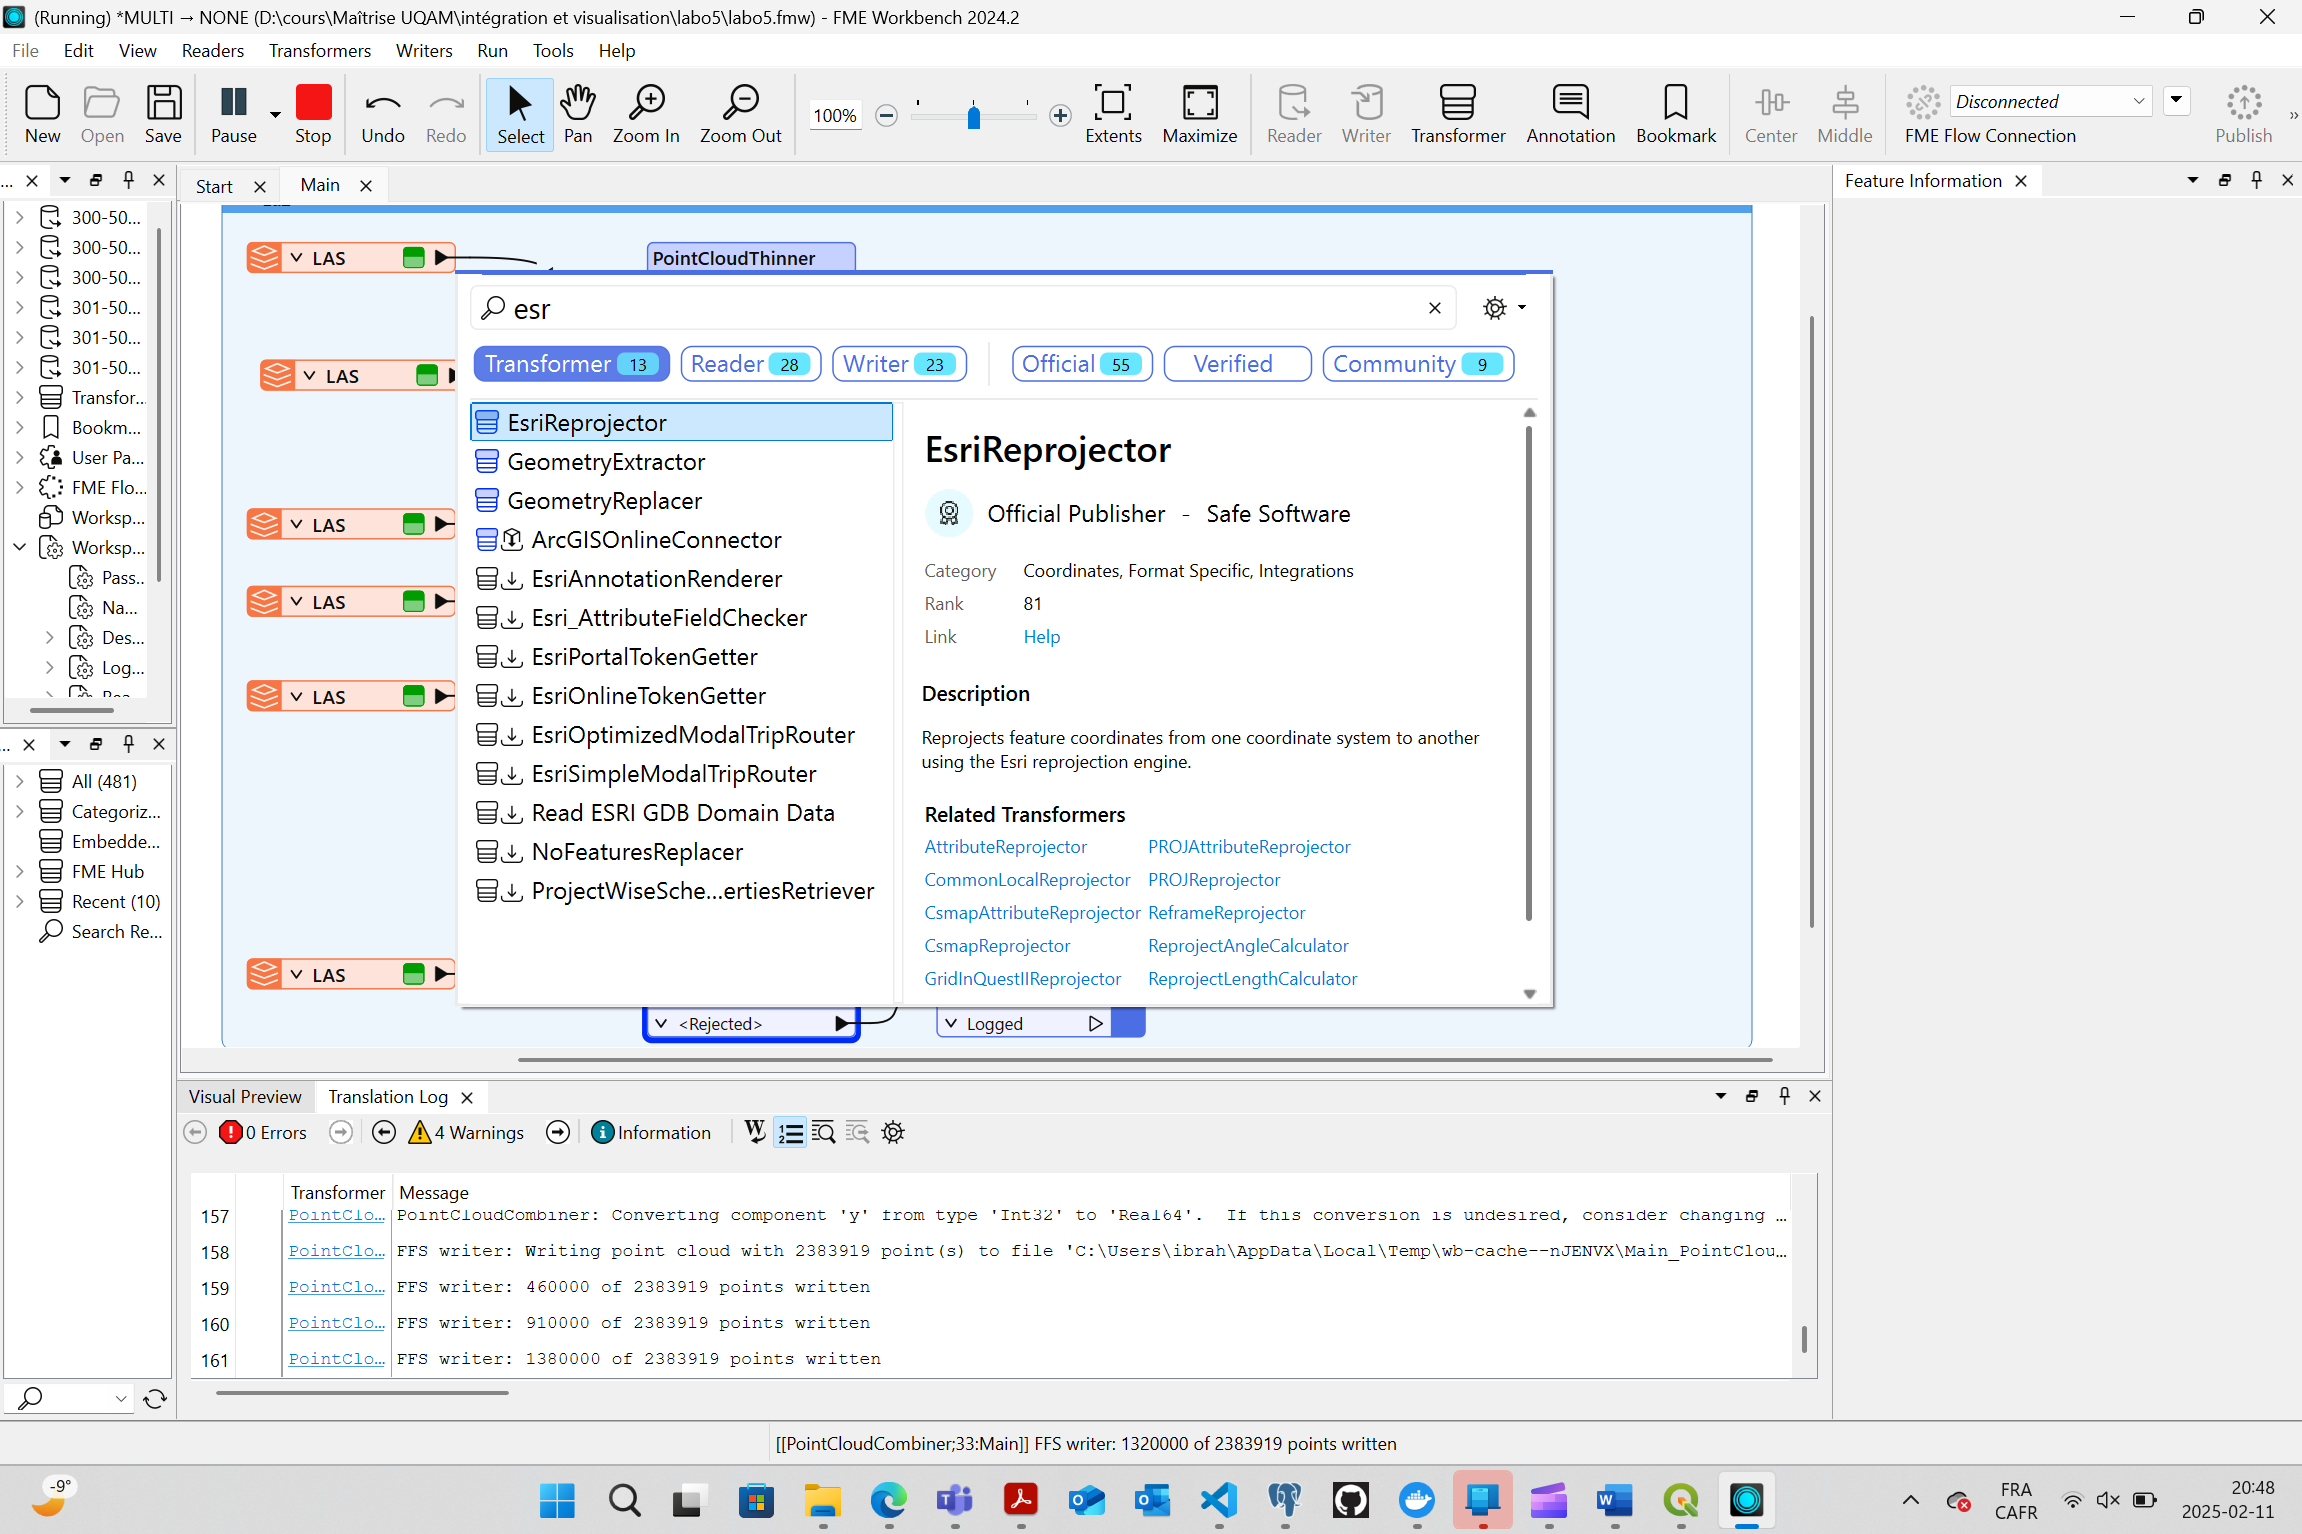 (Running) *MULTI → NONE (D:\cours\Maîtrise UQAM\intégration et visualisation\labo5\labo5.fmw) - FME Workbench 2024.2
File Edit View Readers Transformers Writers Run Tools Help
New Open Save Pause Stop Undo Redo Select Pan Zoom In Zoom Out 100% Extents Maximize Reader Writer Transformer Annotation Bookmark Center Middle Disconnected FME Flow Connection Publish
...
300-50...
300-50...
300-50...
301-50...
301-50...
301-50...
Transfor...
Bookm...
User Pa...
FME Flo...
Worksp...
Worksp...
Pass...
Na...
Des...
Log...
...
All (481)
Categoriz...
Embedde...
FME Hub
Recent (10)
Search Re...
Start Main
LAS
LAS
LAS
LAS
LAS
LAS
PointCloudThinner
esr
Transformer 13 Reader 28 Writer 23 Official 55 Verified Community 9
EsriReprojector
GeometryExtractor
GeometryReplacer
ArcGISOnlineConnector
EsriAnnotationRenderer
Esri_AttributeFieldChecker
EsriPortalTokenGetter
EsriOnlineTokenGetter
EsriOptimizedModalTripRouter
EsriSimpleModalTripRouter
Read ESRI GDB Domain Data
NoFeaturesReplacer
ProjectWiseSche...ertiesRetriever
EsriReprojector
Official Publisher - Safe Software
Category Coordinates, Format Specific, Integrations
Rank 81
Link Help
Description
Reprojects feature coordinates from one coordinate system to another
using the Esri reprojection engine.
Related Transformers
AttributeReprojector PROJAttributeReprojector
CommonLocalReprojector PROJReprojector
CsmapAttributeReprojector ReframeReprojector
CsmapReprojector ReprojectAngleCalculator
GridInQuestIIReprojector ReprojectLengthCalculator
<Rejected> Logged
Feature Information
Visual Preview Translation Log
0 Errors 4 Warnings Information
Transformer Message
157 PointClo... PointCloudCombiner: Converting component 'y' from type 'Int32' to 'Real64'. If this conversion is undesired, consider changing ...
158 PointClo... FFS writer: Writing point cloud with 2383919 point(s) to file 'C:\Users\ibrah\AppData\Local\Temp\wb-cache--nJENVX\Main_PointClou...
159 PointClo... FFS writer: 460000 of 2383919 points written
160 PointClo... FFS writer: 910000 of 2383919 points written
161 PointClo... FFS writer: 1380000 of 2383919 points written
[[PointCloudCombiner;33:Main]] FFS writer: 1320000 of 2383919 points written
-9°
FRA
CAFR
20:48
2025-02-11